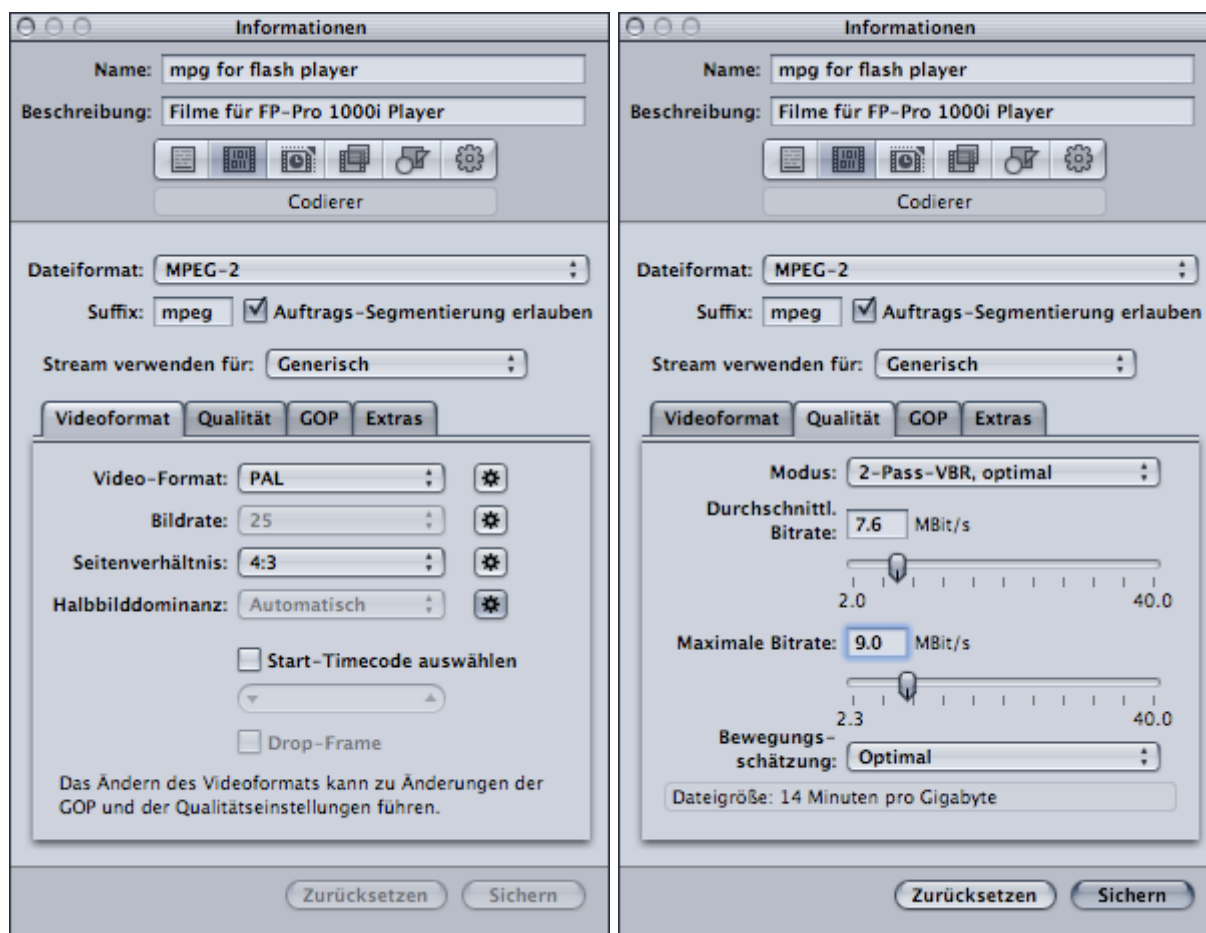 Informationen
Name: mpg for flash player
Beschreibung: Filme für FP-Pro 1000i Player
Codierer
Dateiformat: MPEG-2
Suffix: mpeg Auftrags-Segmentierung erlauben
Stream verwenden für: Generisch
Videoformat Qualität GOP Extras
Video-Format: PAL
Bildrate: 25
Seitenverhältnis: 4:3
Halbbilddominanz: Automatisch
Start-Timecode auswählen
Drop-Frame
Das Ändern des Videoformats kann zu Änderungen der
GOP und der Qualitätseinstellungen führen.
Zurücksetzen Sichern
Informationen
Name: mpg for flash player
Beschreibung: Filme für FP-Pro 1000i Player
Codierer
Dateiformat: MPEG-2
Suffix: mpeg Auftrags-Segmentierung erlauben
Stream verwenden für: Generisch
Videoformat Qualität GOP Extras
Modus: 2-Pass-VBR, optimal
Durchschnittl.
Bitrate: 7.6 MBit/s
2.0 40.0
Maximale Bitrate: 9.0 MBit/s
2.3 40.0
Bewegungs-
schätzung: Optimal
Dateigröße: 14 Minuten pro Gigabyte
Zurücksetzen Sichern